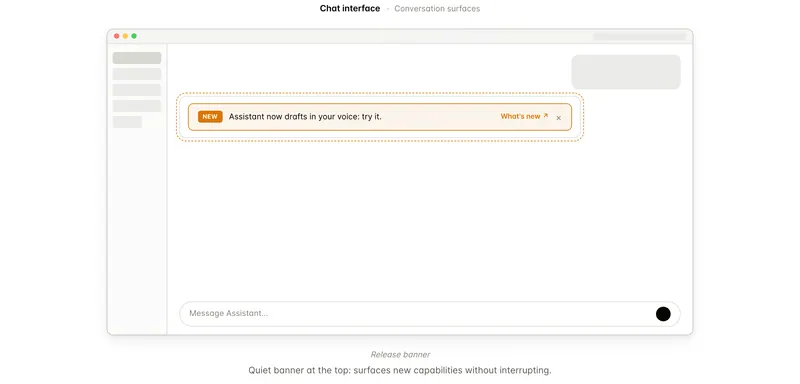 Chat interface · Conversation surfaces
NEW Assistant now drafts in your voice: try it. What's new ↗ ×
Message Assistant...
Release banner
Quiet banner at the top: surfaces new capabilities without interrupting.